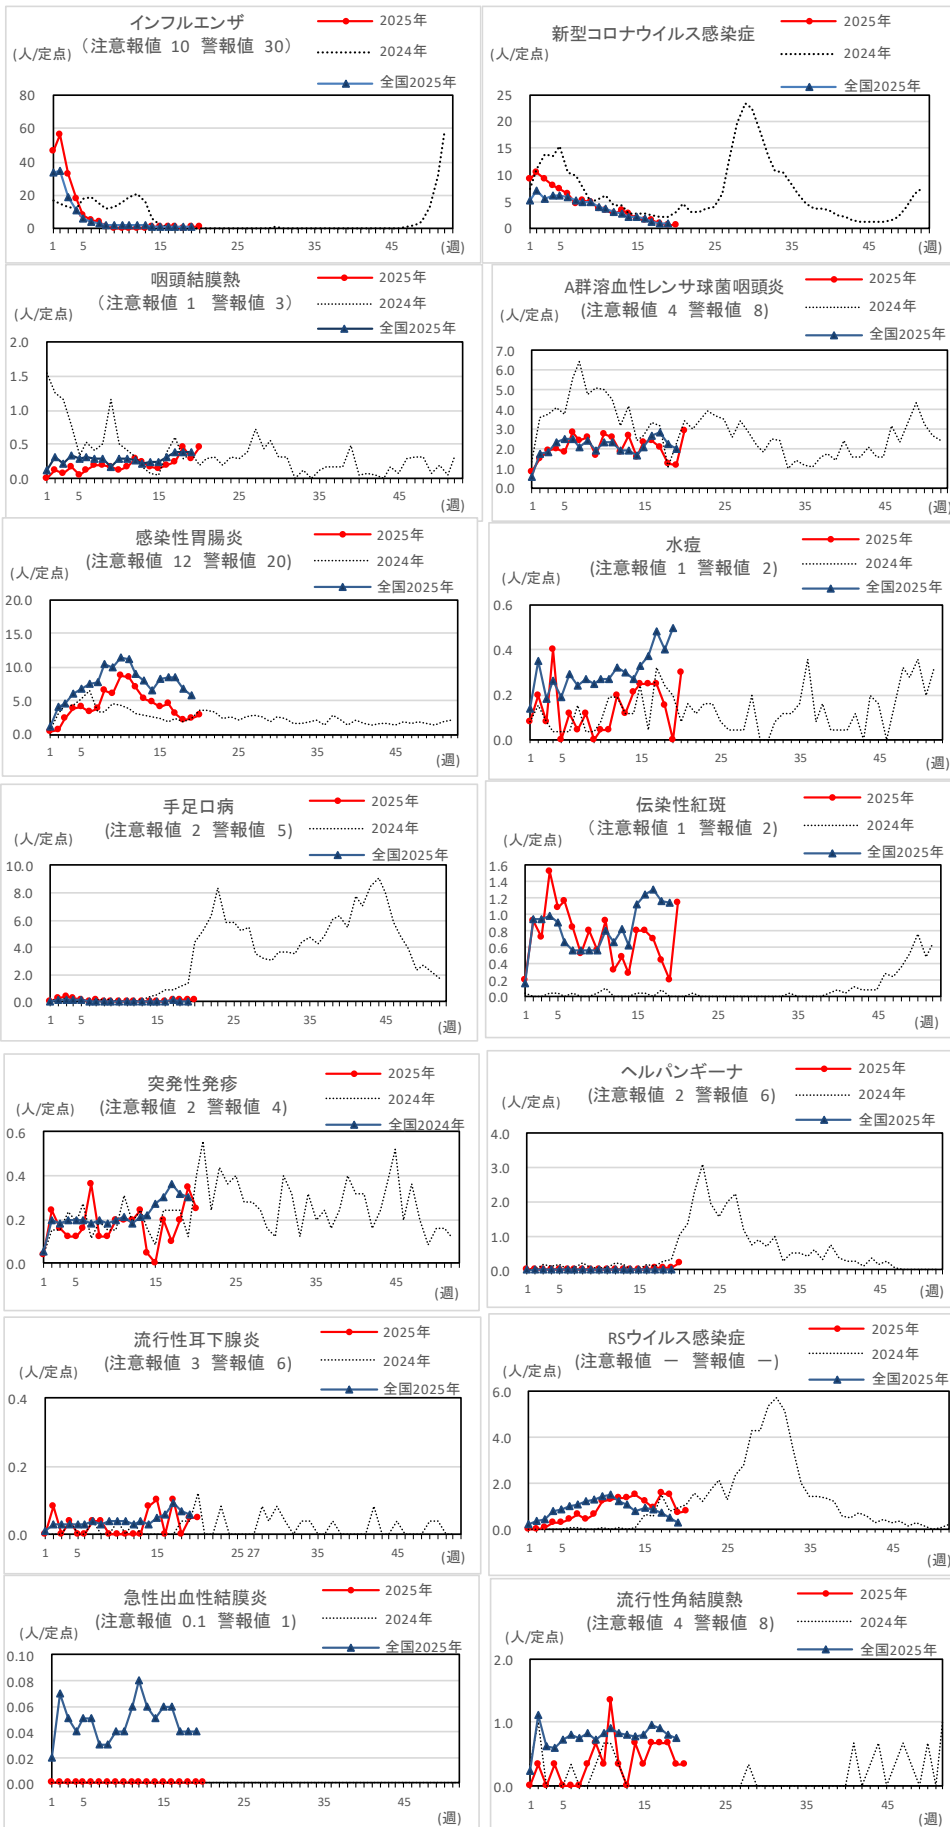 インフルエンザ
（注意報値 10 警報値 30）
2025年
2024年
全国2025年
(人/定点)
80
60
40
20
0
1 5 15 25 35 45 (週)
新型コロナウイルス感染症
2025年
2024年
全国2025年
(人/定点)
25
20
15
10
5
0
1 5 15 25 35 45 (週)
咽頭結膜熱
（注意報値 1 警報値 3）
2025年
2024年
全国2025年
(人/定点)
2.0
1.5
1.0
0.5
0.0
1 5 15 25 35 45 (週)
A群溶血性レンサ球菌咽頭炎
(注意報値 4 警報値 8)
2025年
2024年
全国2025年
(人/定点)
7.0
6.0
5.0
4.0
3.0
2.0
1.0
0.0
1 5 15 25 35 45 (週)
感染性胃腸炎
(注意報値 12 警報値 20)
2025年
2024年
全国2025年
(人/定点)
20.0
15.0
10.0
5.0
0.0
1 5 15 25 35 45 (週)
水痘
(注意報値 1 警報値 2)
2025年
2024年
全国2025年
(人/定点)
0.6
0.4
0.2
0.0
1 5 15 25 35 45 (週)
手足口病
(注意報値 2 警報値 5)
2025年
2024年
全国2025年
(人/定点)
10.0
8.0
6.0
4.0
2.0
0.0
1 5 15 25 35 45 (週)
伝染性紅斑
（注意報値 1 警報値 2）
2025年
2024年
全国2025年
(人/定点)
1.6
1.4
1.2
1.0
0.8
0.6
0.4
0.2
0.0
1 5 15 25 35 45 (週)
突発性発疹
(注意報値 2 警報値 4)
2025年
2024年
全国2024年
(人/定点)
0.6
0.4
0.2
0.0
1 5 15 25 35 45 (週)
ヘルパンギーナ
(注意報値 2 警報値 6)
2025年
2024年
全国2025年
(人/定点)
4.0
3.0
2.0
1.0
0.0
1 5 15 25 35 45 (週)
流行性耳下腺炎
(注意報値 3 警報値 6)
2025年
2024年
全国2025年
(人/定点)
0.4
0.2
0.0
1 5 15 25 27 35 45 (週)
RSウイルス感染症
(注意報値 ー 警報値 ー)
2025年
2024年
全国2025年
(人/定点)
6.0
4.0
2.0
0.0
1 5 15 25 35 45 (週)
急性出血性結膜炎
(注意報値 0.1 警報値 1)
2025年
2024年
全国2025年
(人/定点)
0.10
0.08
0.06
0.04
0.02
0.00
1 5 15 25 35 45 (週)
流行性角結膜熱
(注意報値 4 警報値 8)
2025年
2024年
全国2025年
(人/定点)
2.0
1.0
0.0
1 5 15 25 35 45 (週)